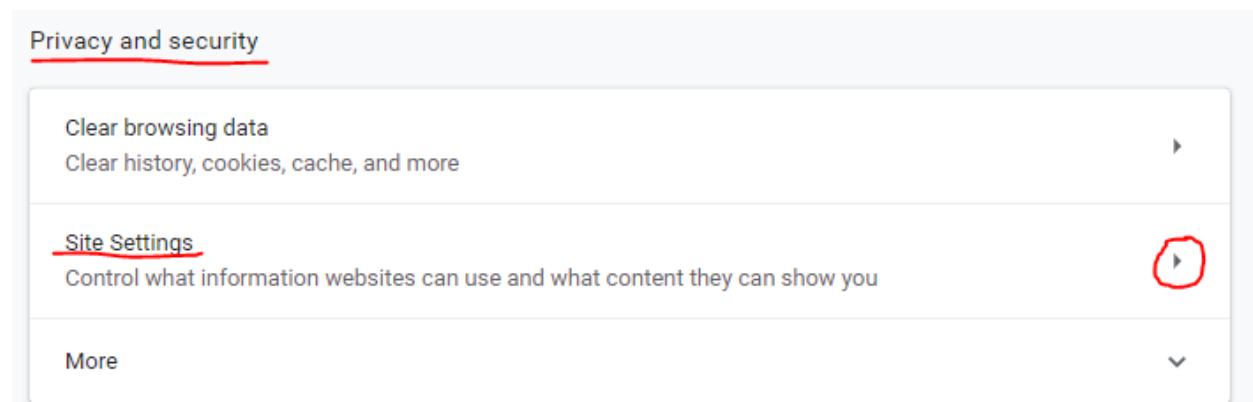 Privacy and security
Clear browsing data
Clear history, cookies, cache, and more
Site Settings
Control what information websites can use and what content they can show you
More